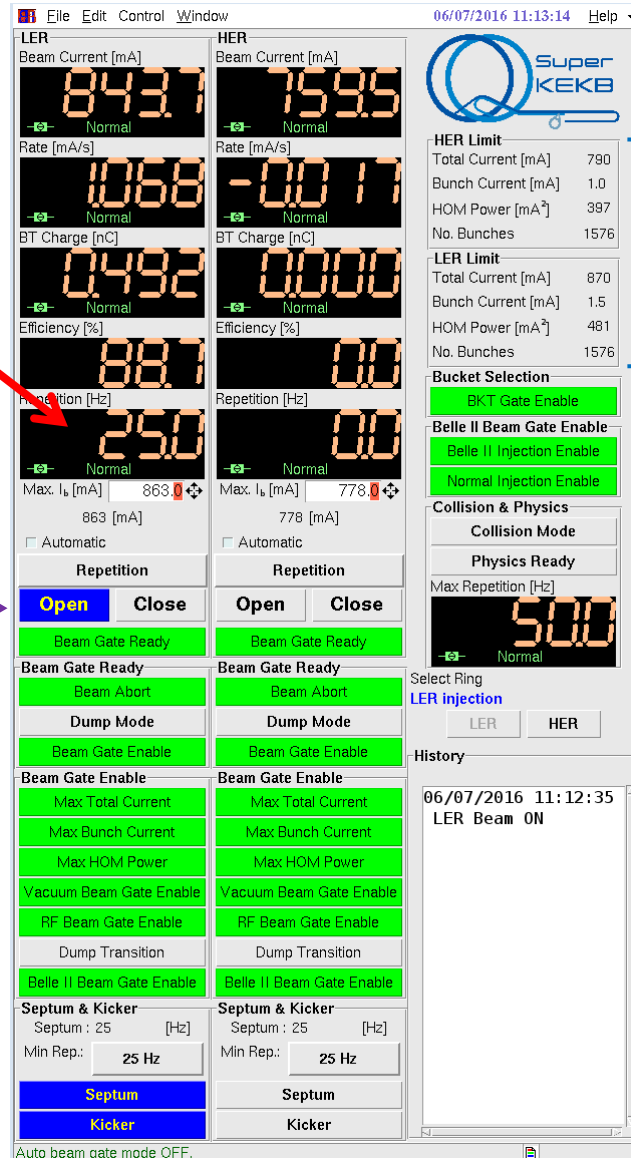 File Edit Control Window 06/07/2016 11:13:14 Help
LER
Beam Current [mA]
843.7
Normal
Rate [mA/s]
1.068
Normal
BT Charge [nC]
0.492
Normal
Efficiency [%]
88.7
Repetition [Hz]
25.0
Normal
Max. Ib [mA] 863.0
863 [mA]
Automatic
Repetition
Open Close
Beam Gate Ready
Beam Gate Ready
Beam Abort
Dump Mode
Beam Gate Enable
Beam Gate Enable
Max Total Current
Max Bunch Current
Max HOM Power
Vacuum Beam Gate Enable
RF Beam Gate Enable
Dump Transition
Belle II Beam Gate Enable
Septum & Kicker
Septum : 25 [Hz]
Min Rep.: 25 Hz
Septum
Kicker
HER
Beam Current [mA]
759.5
Normal
Rate [mA/s]
-0.017
Normal
BT Charge [nC]
0.000
Normal
Efficiency [%]
0.0
Repetition [Hz]
0.0
Normal
Max. Ib [mA] 778.0
778 [mA]
Automatic
Repetition
Open Close
Beam Gate Ready
Beam Gate Ready
Beam Abort
Dump Mode
Beam Gate Enable
Beam Gate Enable
Max Total Current
Max Bunch Current
Max HOM Power
Vacuum Beam Gate Enable
RF Beam Gate Enable
Dump Transition
Belle II Beam Gate Enable
Septum & Kicker
Septum : 25 [Hz]
Min Rep.: 25 Hz
Septum
Kicker
Super
KEKB
HER Limit
Total Current [mA] 790
Bunch Current [mA] 1.0
HOM Power [mA²] 397
No. Bunches 1576
LER Limit
Total Current [mA] 870
Bunch Current [mA] 1.5
HOM Power [mA²] 481
No. Bunches 1576
Bucket Selection
BKT Gate Enable
Belle II Beam Gate Enable
Belle II Injection Enable
Normal Injection Enable
Collision & Physics
Collision Mode
Physics Ready
Max Repetition [Hz]
50.0
Normal
Select Ring
LER injection
LER HER
History
06/07/2016 11:12:35
LER Beam ON
Auto beam gate mode OFF.